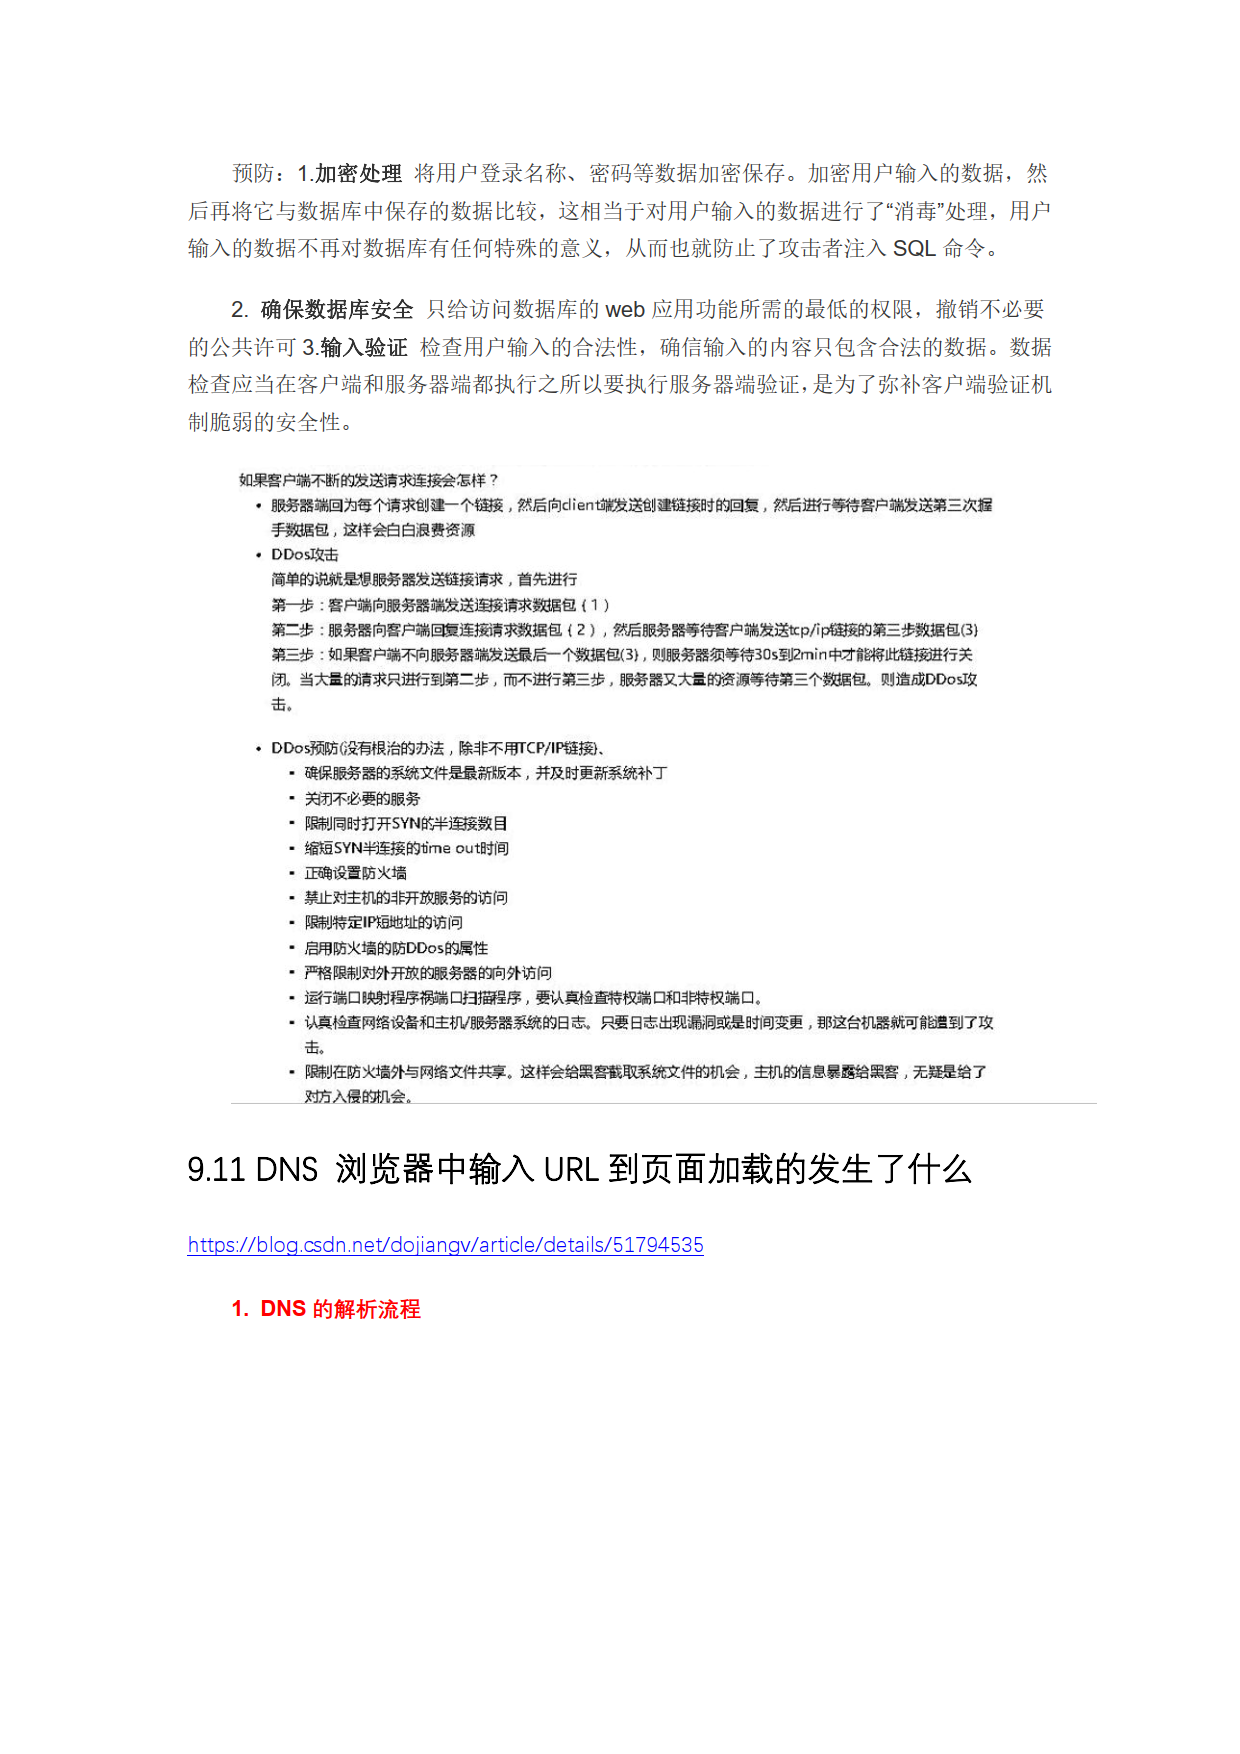 预防：1.加密处理 将用户登录名称、密码等数据加密保存。加密用户输入的数据，然
后再将它与数据库中保存的数据比较，这相当于对用户输入的数据进行了“消毒”处理，用户
输入的数据不再对数据库有任何特殊的意义，从而也就防止了攻击者注入 SQL 命令。
2. 确保数据库安全 只给访问数据库的 web 应用功能所需的最低的权限，撤销不必要
的公共许可 3.输入验证 检查用户输入的合法性，确信输入的内容只包含合法的数据。数据
检查应当在客户端和服务器端都执行之所以要执行服务器端验证，是为了弥补客户端验证机
制脆弱的安全性。
如果客户端不断的发送请求连接会怎样？
• 服务器端回为每个请求创建一个链接，然后向client端发送创建链接时的回复，然后进行等待客户端发送第三次握
手数据包，这样会白白浪费资源
• DDos攻击
简单的说就是想服务器发送链接请求，首先进行
第一步：客户端向服务器端发送连接请求数据包（1）
第二步：服务器向客户端回复连接请求数据包（2），然后服务器等待客户端发送tcp/ip链接的第三步数据包(3)
第三步：如果客户端不向服务器端发送最后一个数据包(3)，则服务器须等待30s到2min中才能将此链接进行关
闭。当大量的请求只进行到第二步，而不进行第三步，服务器又大量的资源等待第三个数据包。则造成DDos攻
击。
• DDos预防(没有根治的办法，除非不用TCP/IP链接)、
▪ 确保服务器的系统文件是最新版本，并及时更新系统补丁
▪ 关闭不必要的服务
▪ 限制同时打开SYN的半连接数目
▪ 缩短SYN半连接的time out时间
▪ 正确设置防火墙
▪ 禁止对主机的非开放服务的访问
▪ 限制特定IP短地址的访问
▪ 启用防火墙的防DDos的属性
▪ 严格限制对外开放的服务器的向外访问
▪ 运行端口映射程序祸端口扫描程序，要认真检查特权端口和非特权端口。
▪ 认真检查网络设备和主机/服务器系统的日志。只要日志出现漏洞或是时间变更，那这台机器就可能遭到了攻
击。
▪ 限制在防火墙外与网络文件共享。这样会给黑客截取系统文件的机会，主机的信息暴露给黑客，无疑是给了
对方入侵的机会。
9.11 DNS 浏览器中输入 URL 到页面加载的发生了什么
https://blog.csdn.net/dojiangv/article/details/51794535
1. DNS 的解析流程